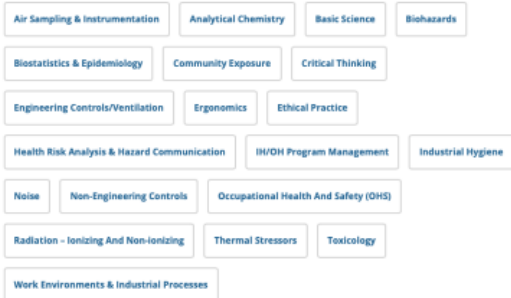 Air Sampling & Instrumentation Analytical Chemistry Basic Science Biohazards
Biostatistics & Epidemiology Community Exposure Critical Thinking
Engineering Controls/Ventilation Ergonomics Ethical Practice
Health Risk Analysis & Hazard Communication IH/OH Program Management Industrial Hygiene
Noise Non-Engineering Controls Occupational Health And Safety (OHS)
Radiation – Ionizing And Non-ionizing Thermal Stressors Toxicology
Work Environments & Industrial Processes